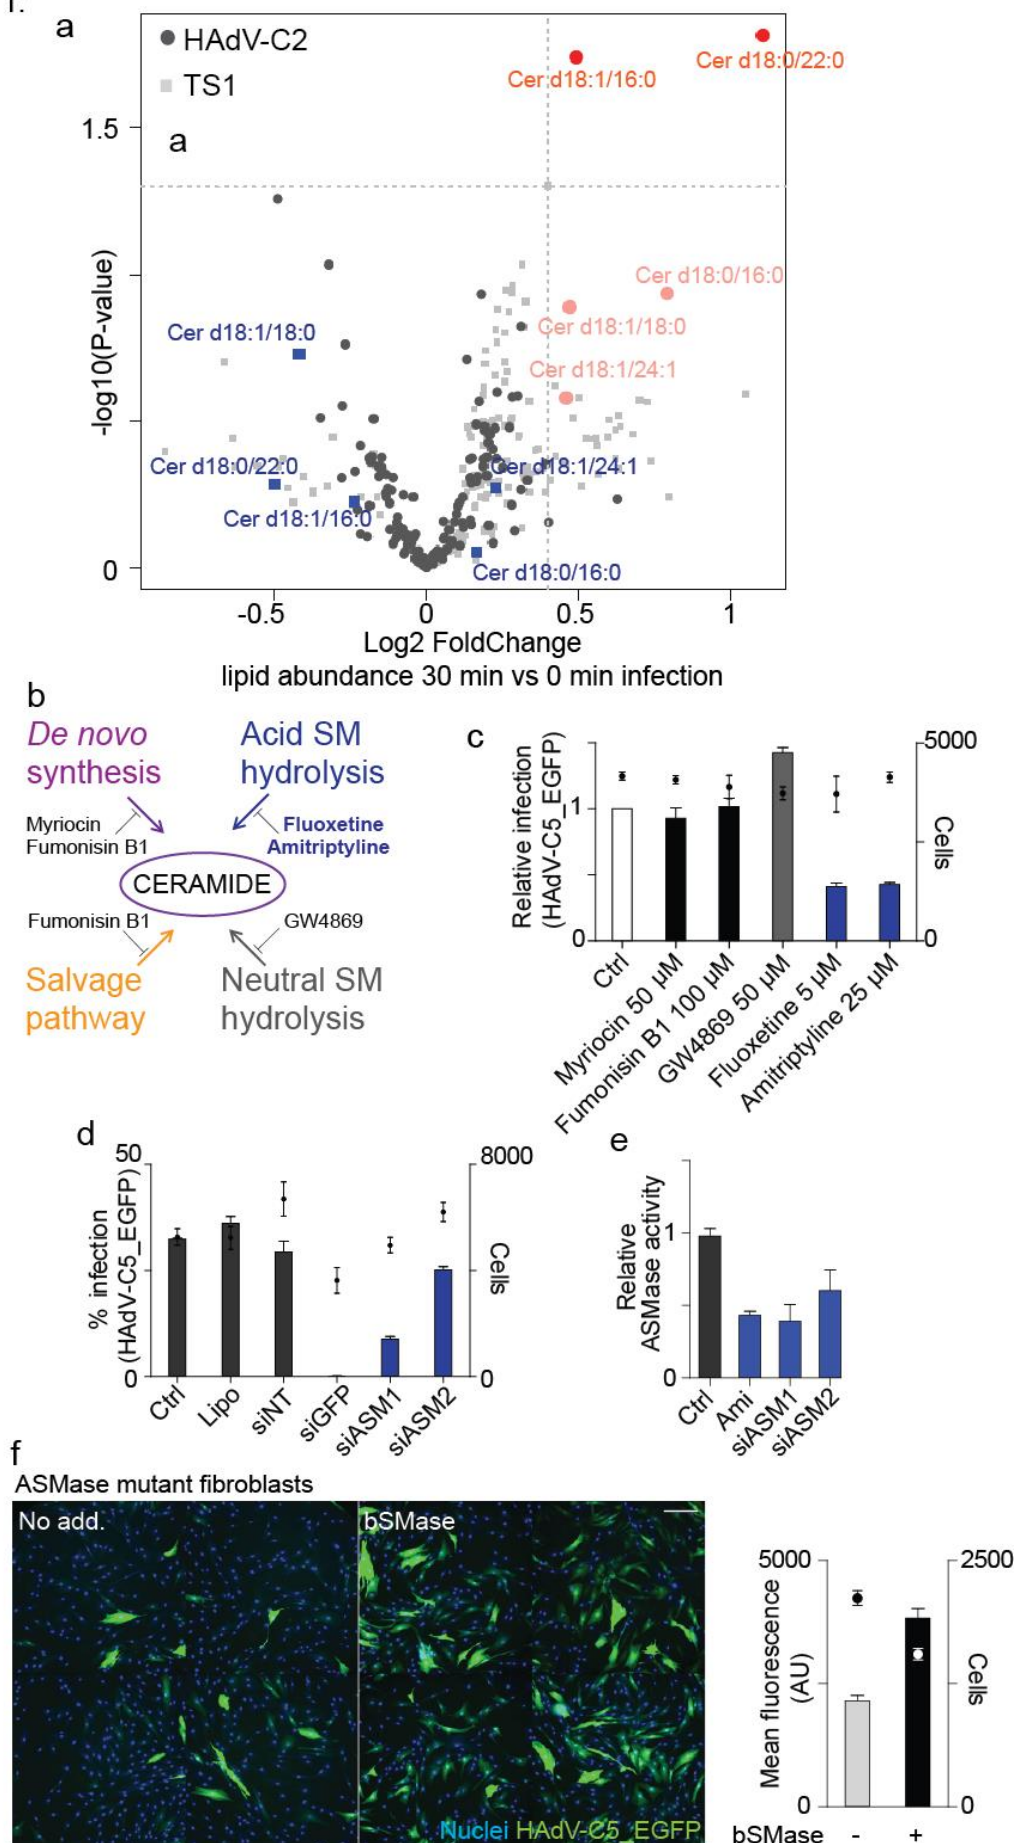 1.
a
HAdV-C2
TS1
a
Cer d18:1/16:0
Cer d18:0/22:0
1.5
Cer d18:0/16:0
Cer d18:1/18:0
Cer d18:1/18:0
Cer d18:1/24:1
-log10(P-value)
Cer d18:0/22:0
Cer d18:1/24:1
Cer d18:1/16:0
Cer d18:0/16:0
0
-0.5
0
0.5
1
Log2 FoldChange
lipid abundance 30 min vs 0 min infection
b
De novo
synthesis
Acid SM
hydrolysis
Myriocin
Fumonisin B1
Fluoxetine
Amitriptyline
CERAMIDE
Fumonisin B1
GW4869
Salvage
pathway
Neutral SM
hydrolysis
c
Relative infection
(HAdV-C5_EGFP)
1
0
5000
0
Cells
Ctrl
Myriocin 50 µM
Fumonisin B1 100 µM
GW4869 50 µM
Fluoxetine 5 µM
Amitriptyline 25 µM
d
% infection
(HAdV-C5_EGFP)
50
0
8000
0
Cells
Ctrl
Lipo
siNT
siGFP
siASM1
siASM2
e
Relative
ASMase activity
1
0
Ctrl
Ami
siASM1
siASM2
f
ASMase mutant fibroblasts
No add.
bSMase
Nuclei HAdV-C5_EGFP
Mean fluorescence
(AU)
5000
0
2500
0
Cells
bSMase - +